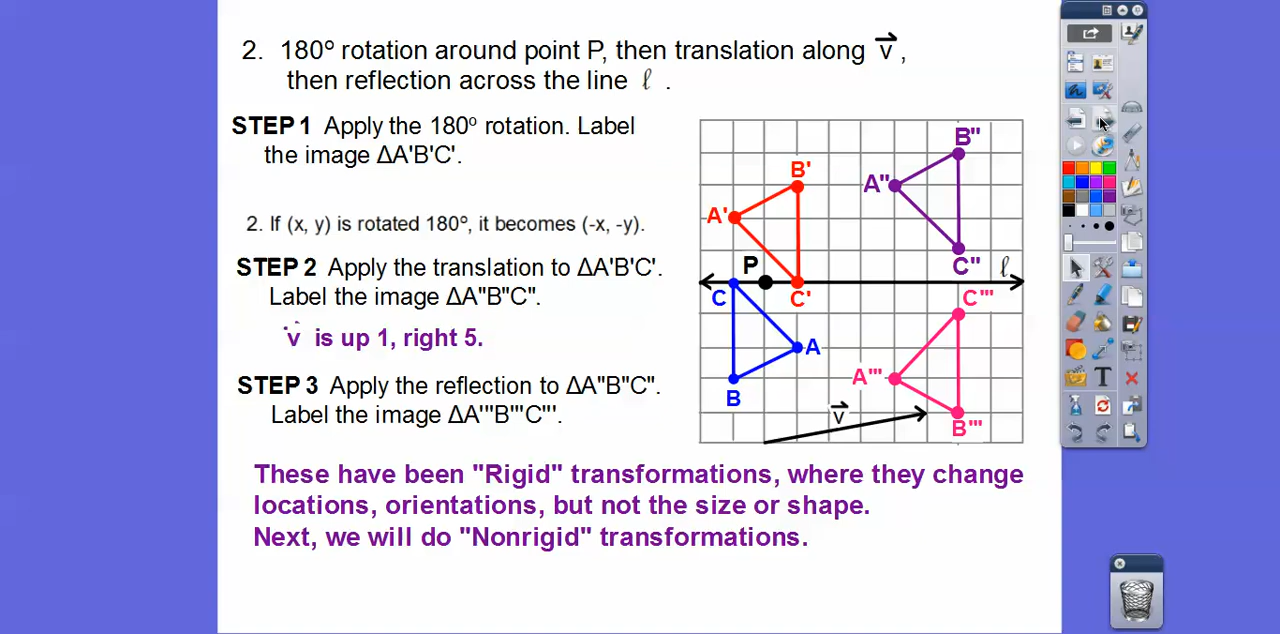 2. 180° rotation around point P, then translation along v,
then reflection across the line ℓ .
STEP 1 Apply the 180° rotation. Label
the image ΔA'B'C'.
2. If (x, y) is rotated 180°, it becomes (-x, -y).
STEP 2 Apply the translation to ΔA'B'C'.
Label the image ΔA"B"C".
v is up 1, right 5.
STEP 3 Apply the reflection to ΔA"B"C".
Label the image ΔA'''B'''C'''.
B"
B'
A"
A'
P
C"
ℓ
C
C'
C'''
A
A'''
B
v
B'''
These have been "Rigid" transformations, where they change
locations, orientations, but not the size or shape.
Next, we will do "Nonrigid" transformations.
T